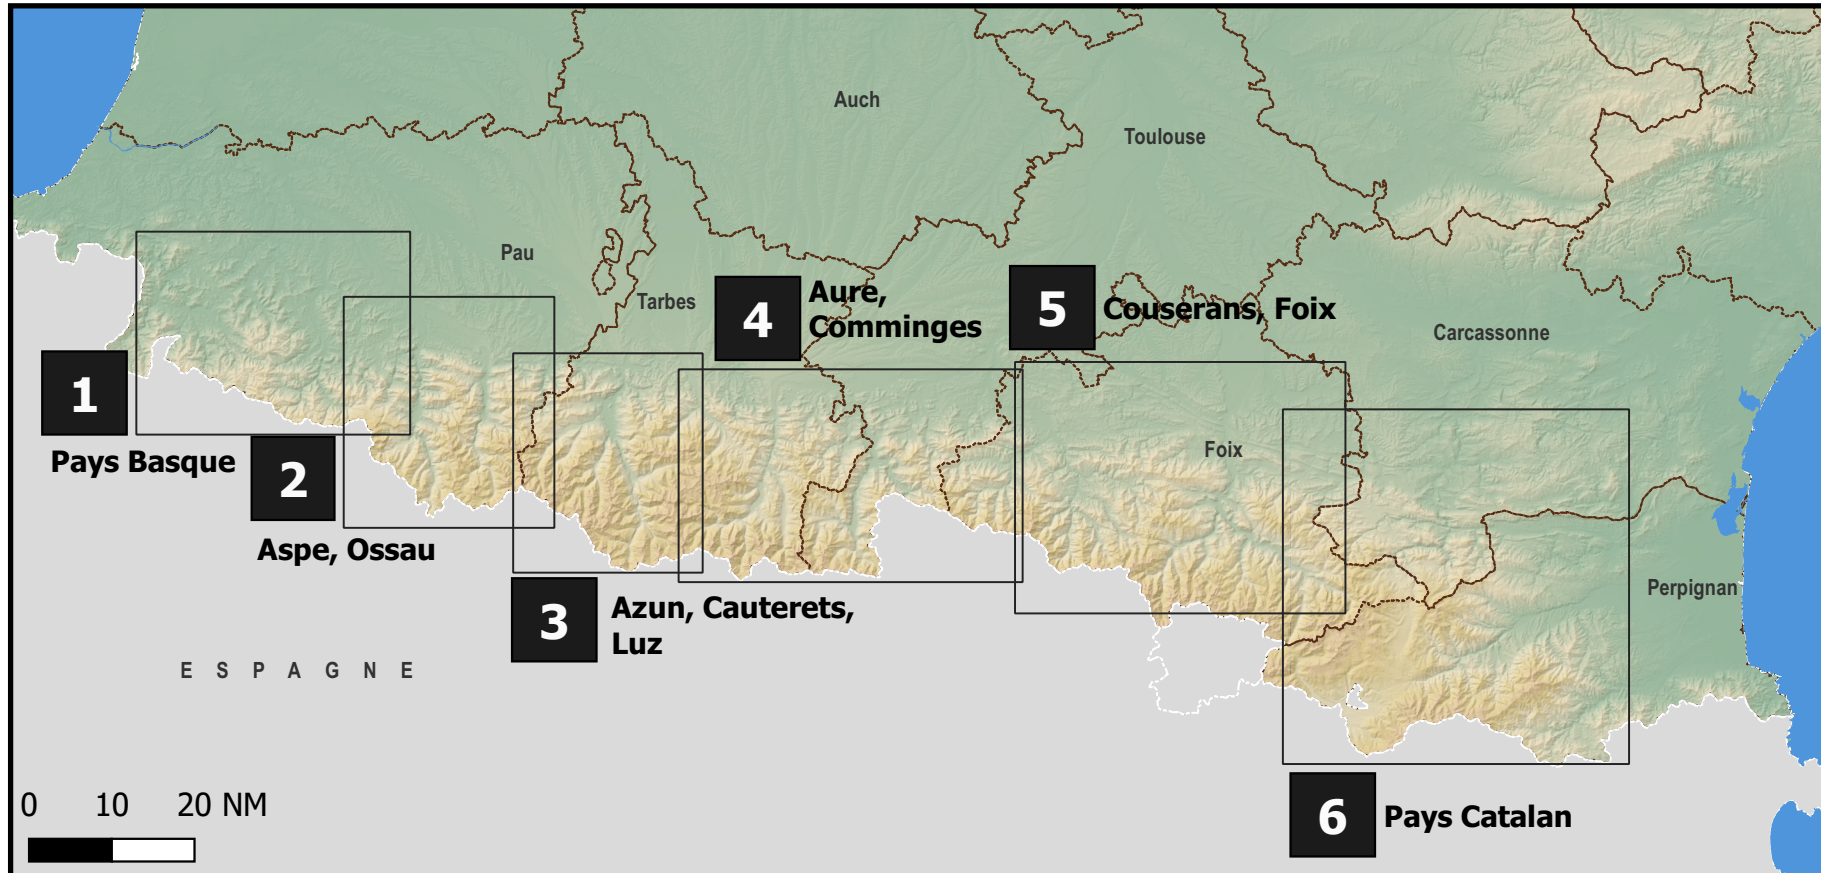 Auch
Toulouse
Pau
Tarbes
4
Aure,
Comminges
5
Couserans, Foix
Carcassonne
1
Pays Basque
2
Aspe, Ossau
Foix
3
Azun, Cauterets,
Luz
Perpignan
ESPAGNE
0 10 20 NM
6
Pays Catalan